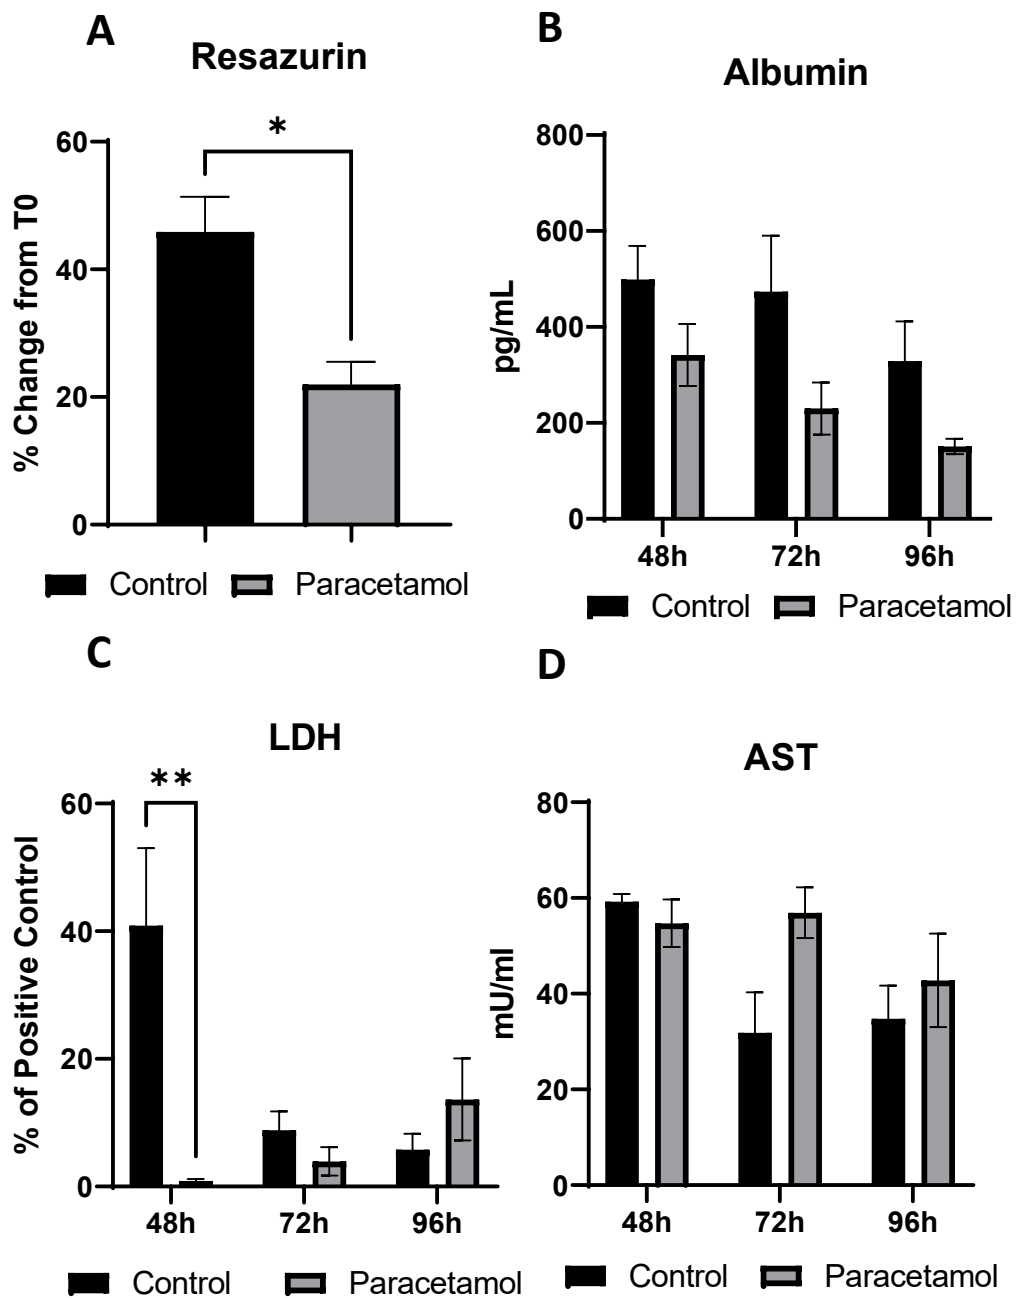 A
Resazurin
*
60
40
20
0
% Change from T0
Control Paracetamol
B
Albumin
800
600
400
200
0
pg/mL
48h 72h 96h
Control Paracetamol
C
LDH
**
60
40
20
0
% of Positive Control
48h 72h 96h
Control Paracetamol
D
AST
80
60
40
20
0
mU/ml
48h 72h 96h
Control Paracetamol